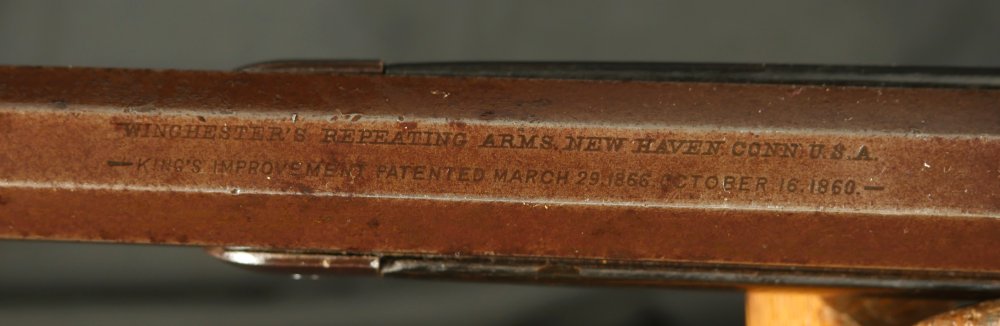 WINCHESTER'S REPEATING ARMS. NEW HAVEN. CONN. U.S.A.
—KING'S IMPROVEMENT PATENTED MARCH 29.1866. OCTOBER 16.1860.—